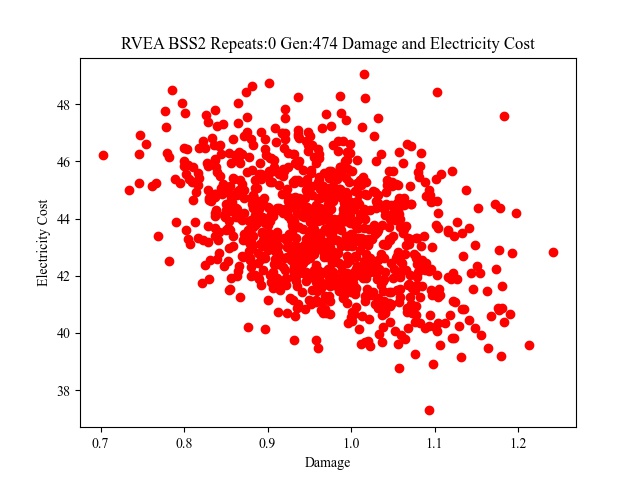 RVEA BSS2 Repeats:0 Gen:474 Damage and Electricity Cost
48
46
44
42
40
38
Electricity Cost
0.7 0.8 0.9 1.0 1.1 1.2
Damage